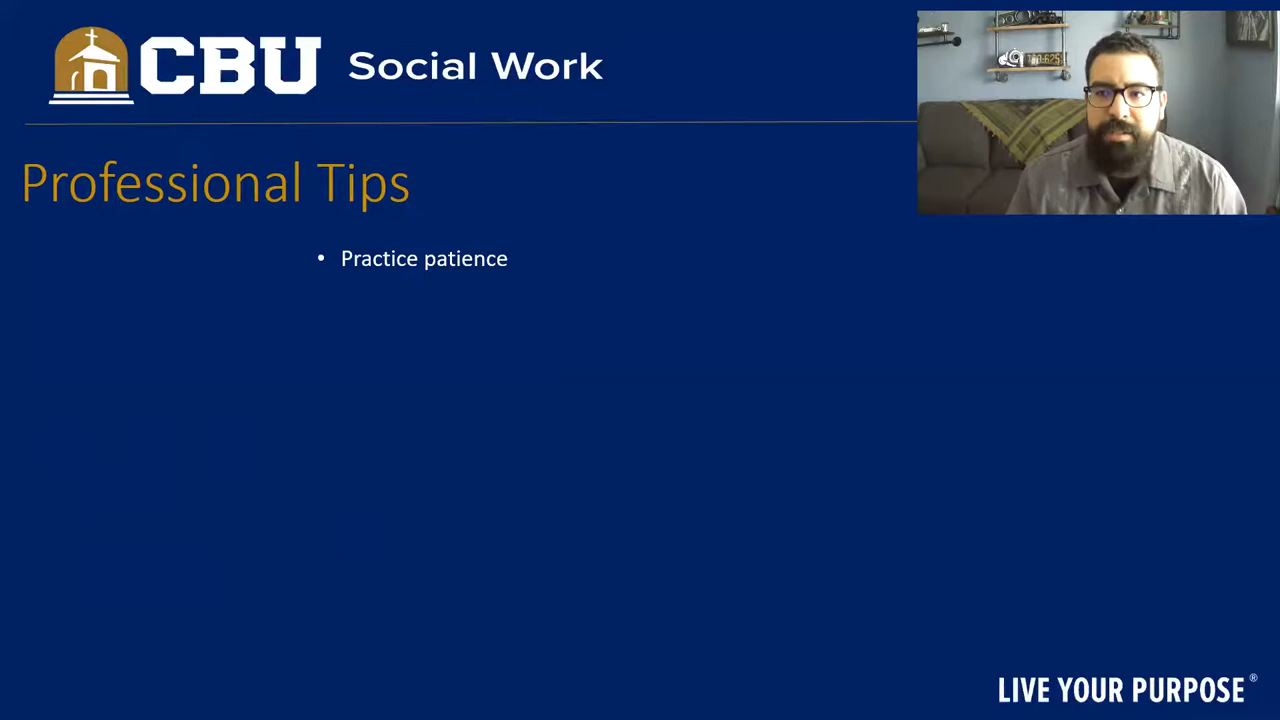 CBU Social Work
Professional Tips
• Practice patience
LIVE YOUR PURPOSE®